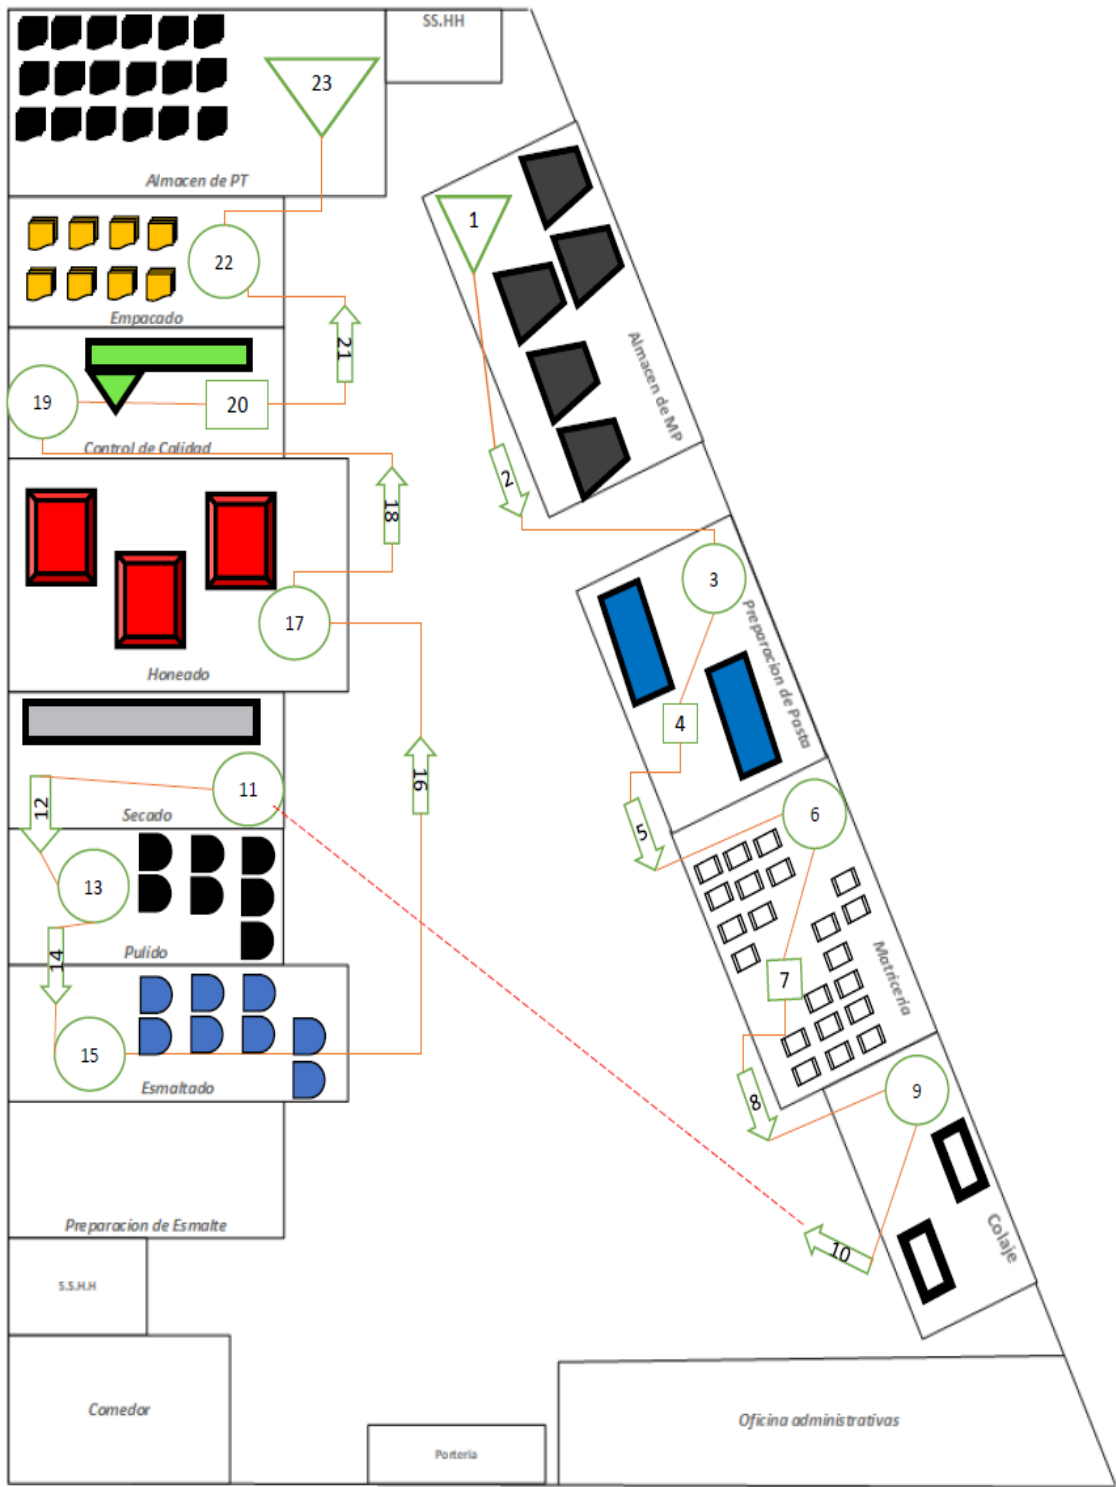 SS.HH
23
Almacen de PT
1
22
Empacado
21
Almacen de MP
19
20
Control de Calidad
2
18
3
17
Honeado
Preparacion de Pasta
4
16
11
12
Secado
5
6
13
Pulido
14
Matricería
7
15
Esmaltado
8
9
Preparacion de Esmalte
10
Colaje
S.S.H.H
Comedor
Oficina administrativas
Porteria